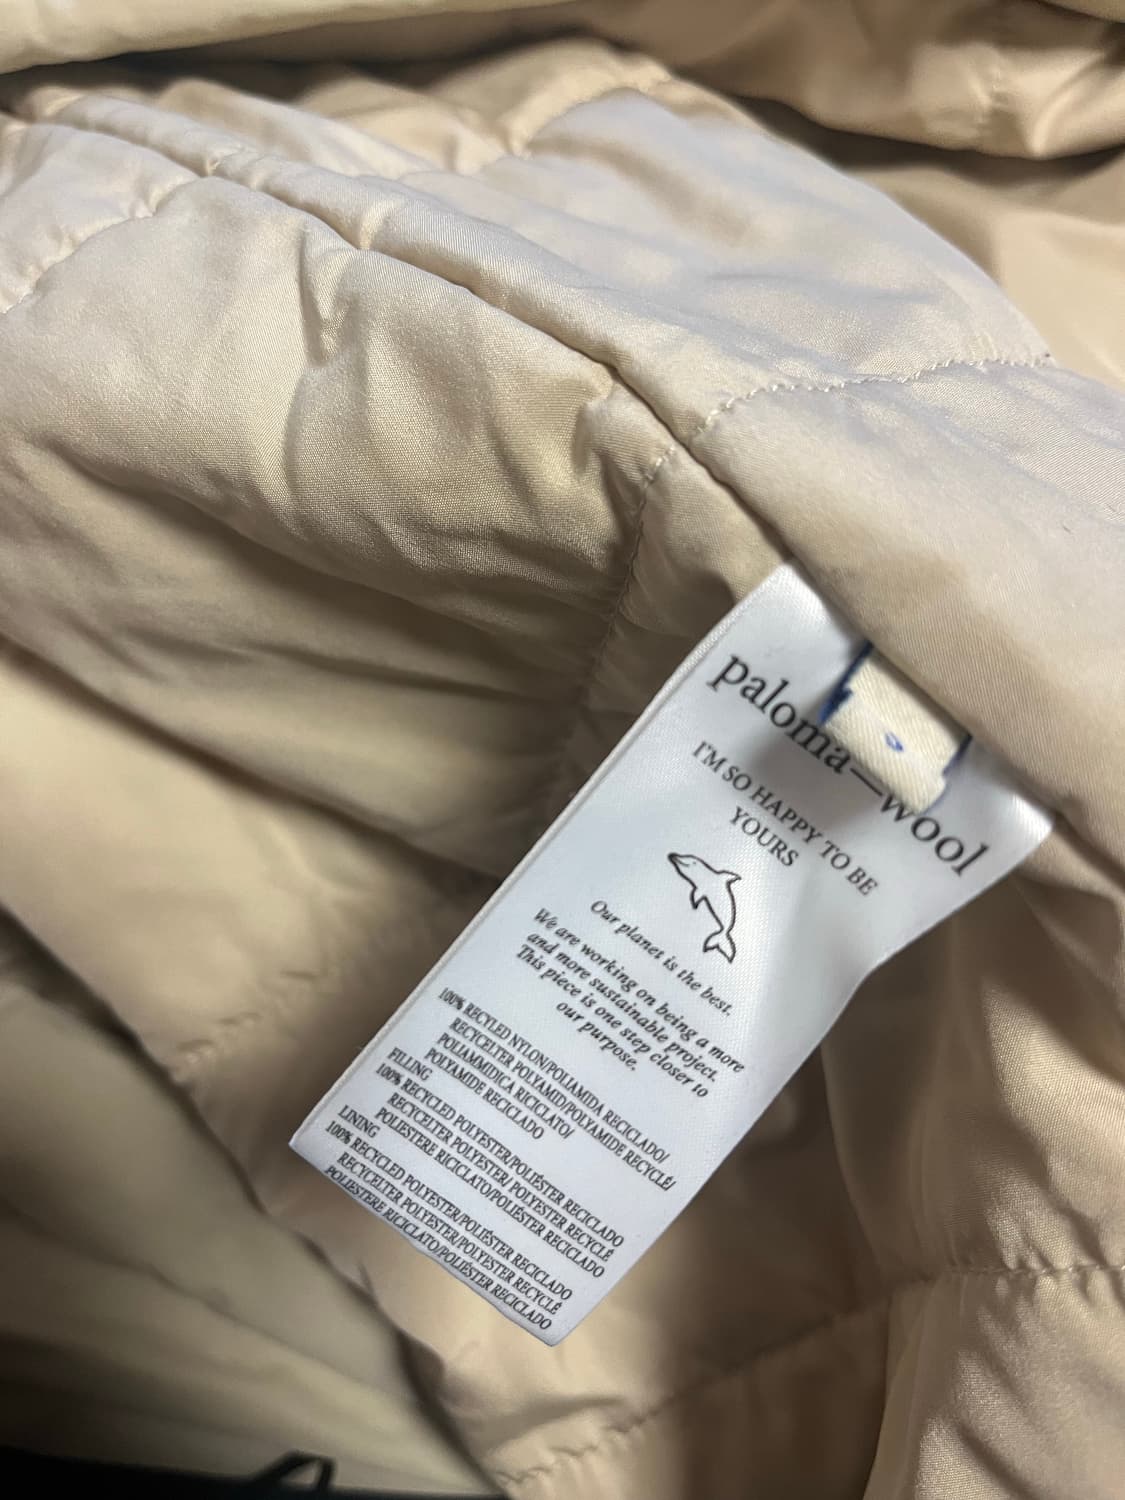 paloma—wool
I'M SO HAPPY TO BE
YOURS
Our planet is the best.
We are working on being a more
and more sustainable project.
This piece is one step closer to
our purpose.
100% RECYLED NYLON/POLIAMIDA RECICLADO/
RECYCELTER POLYAMID/POLYAMIDE RECYCLÉ/
POLIAMMIDICA RICICLATO/
POLYAMIDE RECICLADO
FILLING
100% RECYCLED POLYESTER/POLIÉSTER RECICLADO
RECYCELTER POLYESTER/ POLYESTER RECYCLÉ
POLIESTERE RICICLATO/POLIÉSTER RECICLADO
LINING
100% RECYCLED POLYESTER/POLIÉSTER RECICLADO
RECYCELTER POLYESTER/POLYESTER RECYCLÉ
POLIESTERE RICICLATO/POLIÉSTER RECICLADO